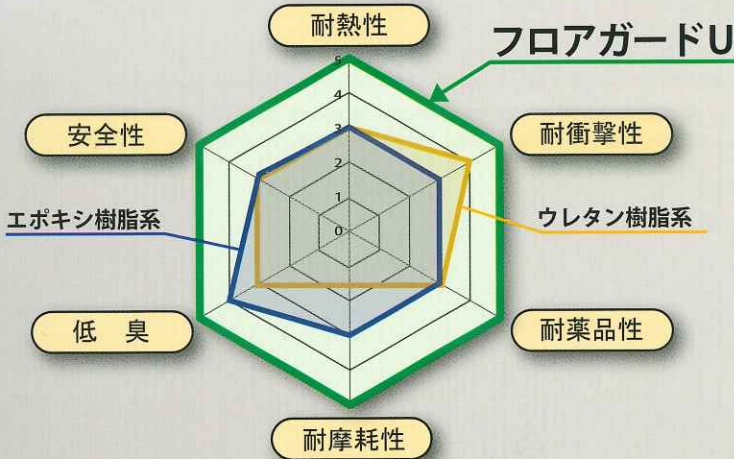 耐熱性
フロアガードU
5
4
3
2
1
0
安全性
耐衝撃性
エポキシ樹脂系
ウレタン樹脂系
低 臭
耐薬品性
耐摩耗性